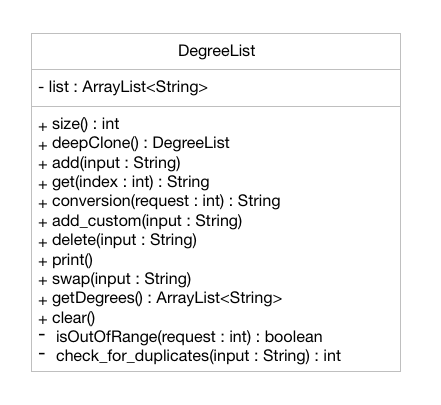 DegreeList
- list : ArrayList<String>
+ size() : int
+ deepClone() : DegreeList
+ add(input : String)
+ get(index : int) : String
+ conversion(request : int) : String
+ add_custom(input : String)
+ delete(input : String)
+ print()
+ swap(input : String)
+ getDegrees() : ArrayList<String>
+ clear()
- isOutOfRange(request : int) : boolean
- check_for_duplicates(input : String) : int